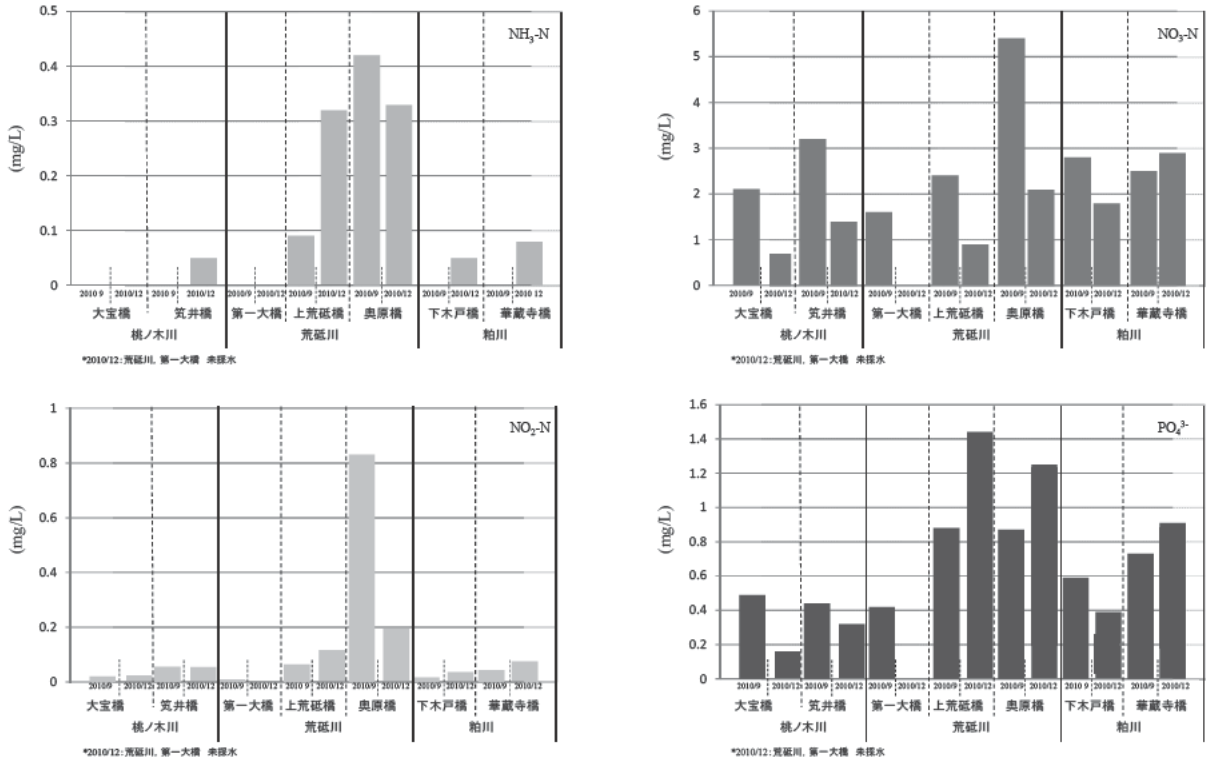 NH₃-N
(mg/L)
0.5
0.4
0.3
0.2
0.1
0
2010 9 2010/12 2010 9 2010/12 2010/9 2010/12 2010/9 2010/12 2010/9 2010/12 2010/9 2010/12 2010/9 2010 12
大宝橋 笂井橋 第一大橋 上荒砥橋 奥原橋 下木戸橋 華蔵寺橋
桃ノ木川 荒砥川 粕川
*2010/12：荒砥川，第一大橋 未採水
NO₃-N
(mg/L)
6
5
4
3
2
1
0
2010/9 2010/12 2010/9 2010/12 2010/9 2010/12 2010/9 2010/12 2010/9 2010/12 2010/9 2010/12 2010/9 2010/12
大宝橋 笂井橋 第一大橋 上荒砥橋 奥原橋 下木戸橋 華蔵寺橋
桃ノ木川 荒砥川 粕川
*2010/12：荒砥川，第一大橋 未採水
NO₂-N
(mg/L)
1
0.8
0.6
0.4
0.2
0
2010/9 2010/12 2010/9 2010/12 2010/9 2010/12 2010 9 2010/12 2010/9 2010/12 2010/9 2010/12 2010/9 2010/12
大宝橋 笂井橋 第一大橋 上荒砥橋 奥原橋 下木戸橋 華蔵寺橋
桃ノ木川 荒砥川 粕川
*2010/12：荒砥川，第一大橋 未採水
PO₄³⁻
(mg/L)
1.6
1.4
1.2
1
0.8
0.6
0.4
0.2
0
2010/9 2010/12 2010/9 2010/12 2010/9 2010/12 2010/9 2010/12 2010/9 2010/12 2010 9 2010/12 2010/9 2010/12
大宝橋 笂井橋 第一大橋 上荒砥橋 奥原橋 下木戸橋 華蔵寺橋
桃ノ木川 荒砥川 粕川
*2010/12：荒砥川，第一大橋 未採水